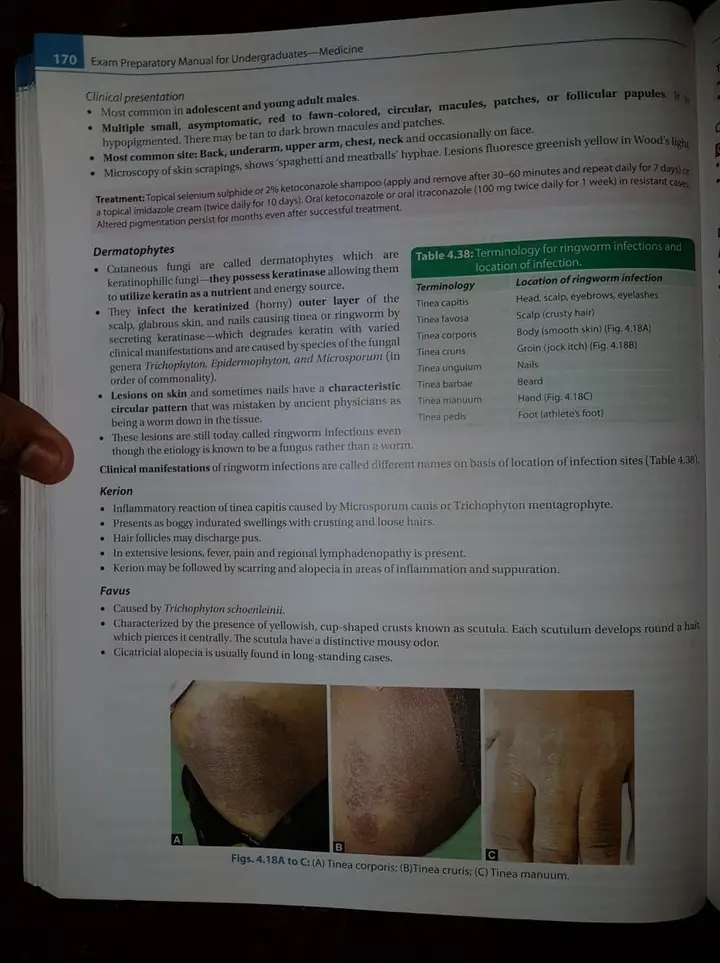 170 Exam Preparatory Manual for Undergraduates—Medicine
Clinical presentation
• Most common in adolescent and young adult males.
• Multiple small, asymptomatic, red to fawn-colored, circular, macules, patches, or follicular papules. It is
hypopigmented. There may be tan to dark brown macules and patches.
• Most common site: Back, underarm, upper arm, chest, neck and occasionally on face.
• Microscopy of skin scrapings, shows 'spaghetti and meatballs' hyphae. Lesions fluoresce greenish yellow in Wood's light.
Treatment: Topical selenium sulphide or 2% ketoconazole shampoo (apply and remove after 30–60 minutes and repeat daily for 7 days) or
a topical imidazole cream (twice daily for 10 days). Oral ketoconazole or oral itraconazole (100 mg twice daily for 1 week) in resistant cases.
Altered pigmentation persist for months even after successful treatment.
Dermatophytes
• Cutaneous fungi are called dermatophytes which are
keratinophilic fungi—they possess keratinase allowing them
to utilize keratin as a nutrient and energy source.
• They infect the keratinized (horny) outer layer of the
scalp, glabrous skin, and nails causing tinea or ringworm by
secreting keratinase—which degrades keratin with varied
clinical manifestations and are caused by species of the fungal
genera Trichophyton, Epidermophyton, and Microsporum (in
order of commonality).
• Lesions on skin and sometimes nails have a characteristic
circular pattern that was mistaken by ancient physicians as
being a worm down in the tissue.
• These lesions are still today called ringworm infections even
though the etiology is known to be a fungus rather than a worm.
Table 4.38: Terminology for ringworm infections and
location of infection.
Terminology Location of ringworm infection
Tinea capitis Head, scalp, eyebrows, eyelashes
Tinea favosa Scalp (crusty hair)
Tinea corporis Body (smooth skin) (Fig. 4.18A)
Tinea cruris Groin (jock itch) (Fig. 4.18B)
Tinea unguium Nails
Tinea barbae Beard
Tinea manuum Hand (Fig. 4.18C)
Tinea pedis Foot (athlete's foot)
Clinical manifestations of ringworm infections are called different names on basis of location of infection sites (Table 4.38).
Kerion
• Inflammatory reaction of tinea capitis caused by Microsporum canis or Trichophyton mentagrophyte.
• Presents as boggy indurated swellings with crusting and loose hairs.
• Hair follicles may discharge pus.
• In extensive lesions, fever, pain and regional lymphadenopathy is present.
• Kerion may be followed by scarring and alopecia in areas of inflammation and suppuration.
Favus
• Caused by Trichophyton schoenleinii.
• Characterized by the presence of yellowish, cup-shaped crusts known as scutula. Each scutulum develops round a hair,
which pierces it centrally. The scutula have a distinctive mousy odor.
• Cicatricial alopecia is usually found in long-standing cases.
A
B
C
Figs. 4.18A to C: (A) Tinea corporis; (B)Tinea cruris; (C) Tinea manuum.